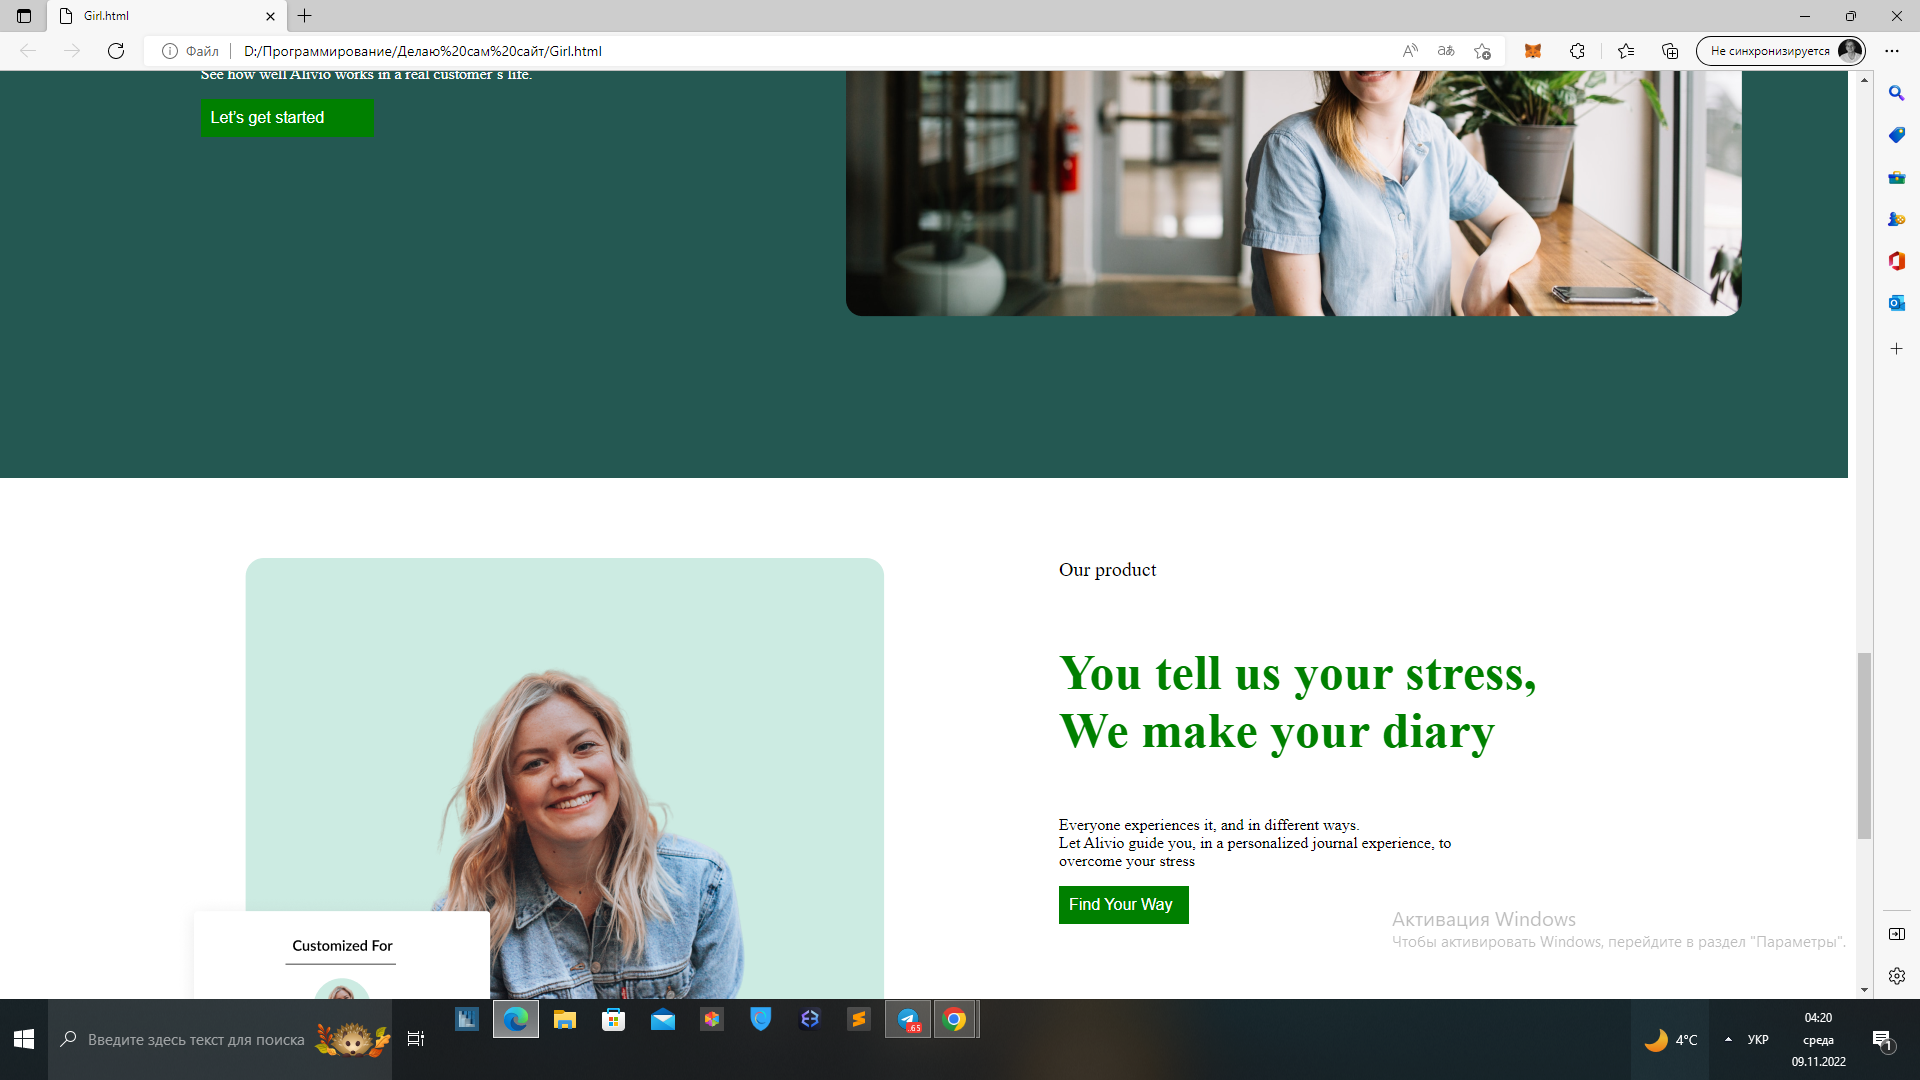 Girl.html
Файл
D:/Программирование/Делаю%20сам%20сайт/Girl.html
Не синхронизируется
See how well Alivio works in a real customer's life.
Let's get started
Our product
You tell us your stress,
We make your diary
Everyone experiences it, and in different ways.
Let Alivio guide you, in a personalized journal experience, to
overcome your stress
Find Your Way
Customized For
Активация Windows
Чтобы активировать Windows, перейдите в раздел "Параметры".
Введите здесь текст для поиска
.65
4°C
УКР
04:20
среда
09.11.2022
1